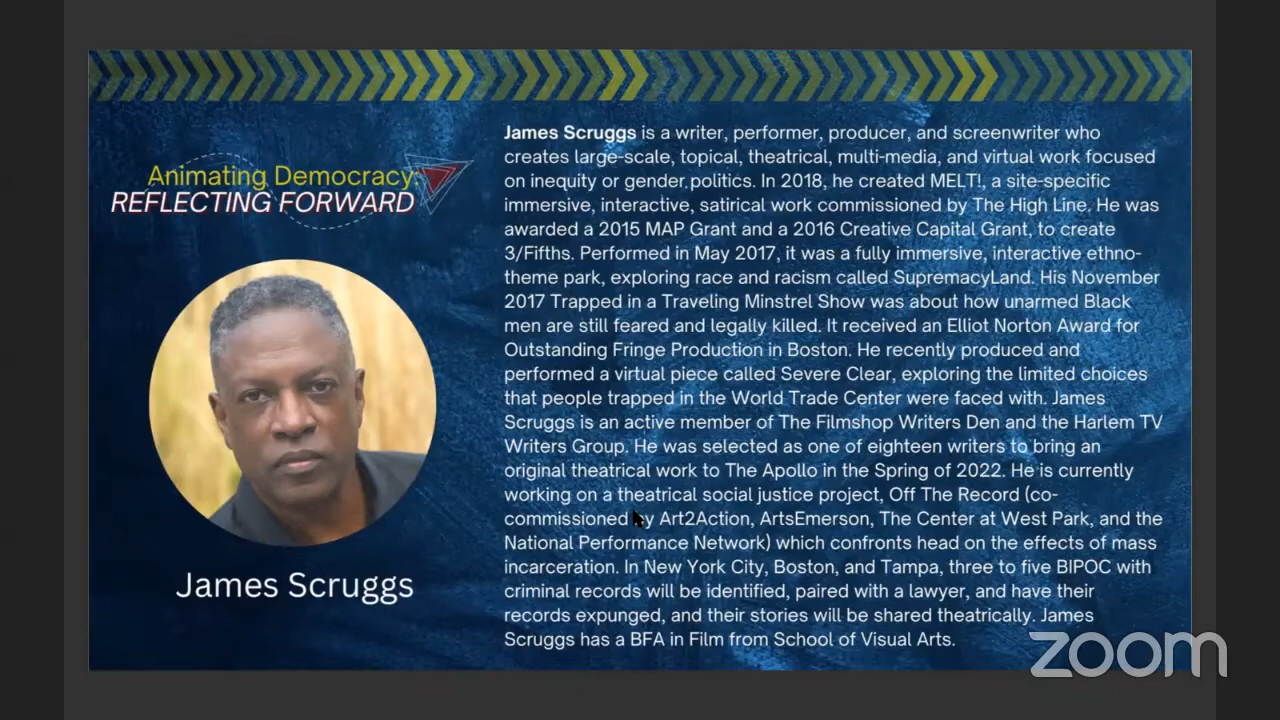 Animating Democracy:
REFLECTING FORWARD
James Scruggs
James Scruggs is a writer, performer, producer, and screenwriter who
creates large-scale, topical, theatrical, multi-media, and virtual work focused
on inequity or gender politics. In 2018, he created MELT!, a site-specific
immersive, interactive, satirical work commissioned by The High Line. He was
awarded a 2015 MAP Grant and a 2016 Creative Capital Grant, to create
3/Fifths. Performed in May 2017, it was a fully immersive, interactive ethno-
theme park, exploring race and racism called SupremacyLand. His November
2017 Trapped in a Traveling Minstrel Show was about how unarmed Black
men are still feared and legally killed. It received an Elliot Norton Award for
Outstanding Fringe Production in Boston. He recently produced and
performed a virtual piece called Severe Clear, exploring the limited choices
that people trapped in the World Trade Center were faced with. James
Scruggs is an active member of The Filmshop Writers Den and the Harlem TV
Writers Group. He was selected as one of eighteen writers to bring an
original theatrical work to The Apollo in the Spring of 2022. He is currently
working on a theatrical social justice project, Off The Record (co-
commissioned by Art2Action, ArtsEmerson, The Center at West Park, and the
National Performance Network) which confronts head on the effects of mass
incarceration. In New York City, Boston, and Tampa, three to five BIPOC with
criminal records will be identified, paired with a lawyer, and have their
records expunged, and their stories will be shared theatrically. James
Scruggs has a BFA in Film from School of Visual Arts.
zoom